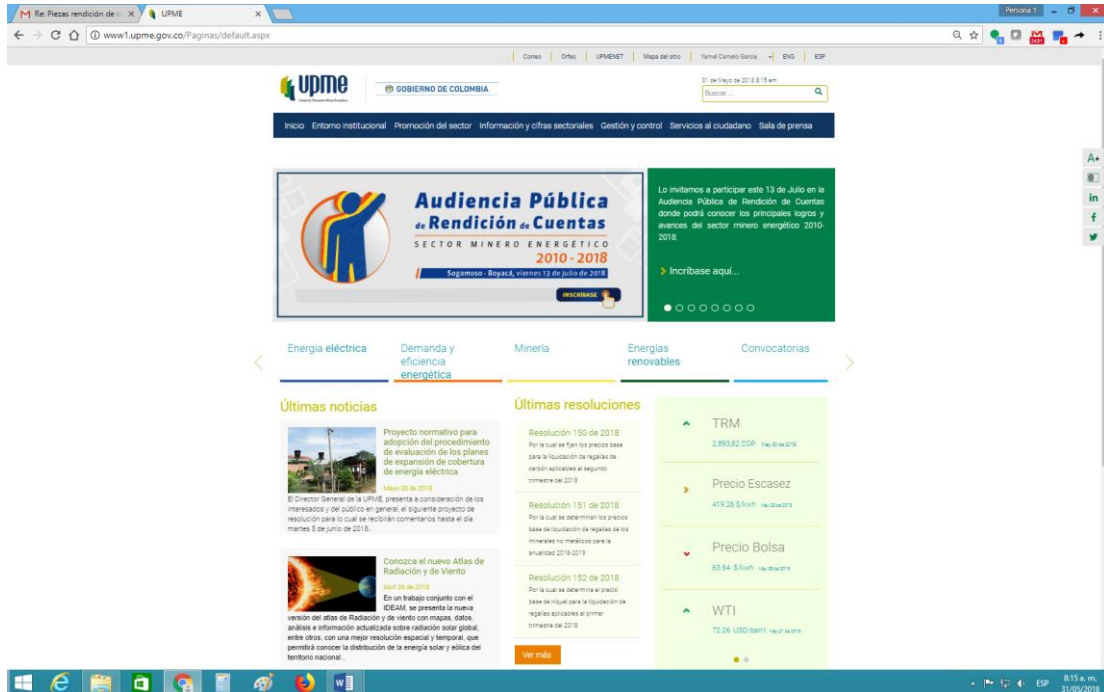 Re: Piezas rendición de c
UPME
Persona 1
www1.upme.gov.co/Paginas/default.aspx
Correo
Orfeo
UPMENET
Mapa del sitio
Yamel Camelo Garcia
ENG
ESP
upme
GOBIERNO DE COLOMBIA
31 de Mayo de 2018 8:15 am
Buscar...
Inicio Entorno institucional Promoción del sector Información y cifras sectoriales Gestión y control Servicios al ciudadano Sala de prensa
A+
Audiencia Pública
de Rendición de Cuentas
SECTOR MINERO ENERGÉTICO
2010 - 2018
Sogamoso - Boyacá, viernes 13 de julio de 2018
INSCRÍBASE
Lo invitamos a participar este 13 de Julio en la
Audiencia Pública de Rendición de Cuentas
donde podrá conocer los principales logros y
avances del sector minero energético 2010-
2018.
Incríbase aquí...
Energia eléctrica
Demanda y
eficiencia
energética
Minería
Energías
renovables
Convocatorias
Últimas noticias
Proyecto normativo para
adopción del procedimiento
de evaluación de los planes
de expansión de cobertura
de energía eléctrica
Mayo 30 de 2018
El Director General de la UPME, presenta a consideración de los
interesados y del público en general, el siguiente proyecto de
resolución para lo cual se recibirán comentarios hasta el día
martes 5 de junio de 2018...
Conozca el nuevo Atlas de
Radiación y de Viento
Abril 26 de 2018
En un trabajo conjunto con el
IDEAM, se presenta la nueva
versión del atlas de Radiación y de viento con mapas, datos,
análisis e información actualizada sobre radiación solar global,
entre otros, con una mejor resolución espacial y temporal, que
permitirá conocer la distribución de la energía solar y eólica del
territorio nacional...
Últimas resoluciones
Resolución 150 de 2018
Por la cual se fijan los precios base
para la liquidación de regalías de
carbón aplicables al segundo
trimestre del 2018
Resolución 151 de 2018
Por la cual se determinan los precios
base de liquidación de regalías de los
minerales no metálicos para la
anualidad 2018-2019
Resolución 152 de 2018
Por la cual se determina el precio
base de níquel para la liquidación de
regalías aplicables al primer
trimestre del 2018
Ver más
TRM
2.893,82 COP May 30 de 2018
Precio Escasez
419.26 $/kwh
Precio Bolsa
63.94 $/kwh
WTI
72.26 USD/barril May 31 de 2018
ESP
8:15 a. m.
31/05/2018